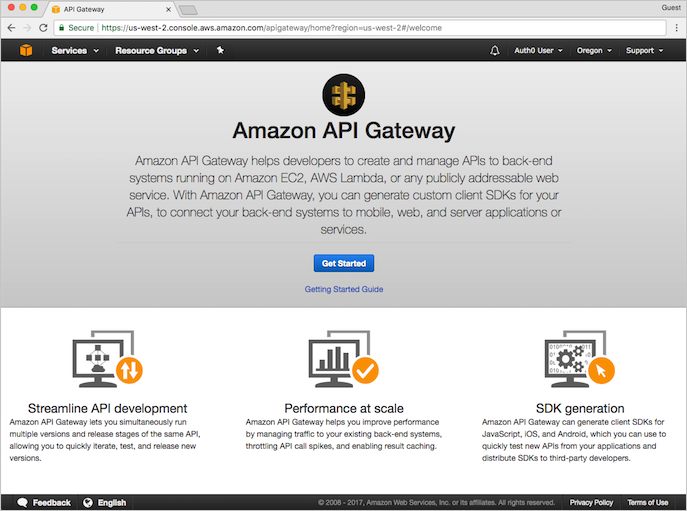 API Gateway
Guest
Secure https://us-west-2.console.aws.amazon.com/apigateway/home?region=us-west-2#/welcome
Services Resource Groups Auth0 User Oregon Support
Amazon API Gateway
Amazon API Gateway helps developers to create and manage APIs to back-end
systems running on Amazon EC2, AWS Lambda, or any publicly addressable web
service. With Amazon API Gateway, you can generate custom client SDKs for your
APIs, to connect your back-end systems to mobile, web, and server applications or
services.
Get Started
Getting Started Guide
Streamline API development
Amazon API Gateway lets you simultaneously run
multiple versions and release stages of the same API,
allowing you to quickly iterate, test, and release new
versions.
Performance at scale
Amazon API Gateway helps you improve performance
by managing traffic to your existing back-end systems,
throttling API call spikes, and enabling result caching.
SDK generation
Amazon API Gateway can generate client SDKs for
JavaScript, iOS, and Android, which you can use to
quickly test new APIs from your applications and
distribute SDKs to third-party developers.
Feedback English © 2008 - 2017, Amazon Web Services, Inc. or its affiliates. All rights reserved. Privacy Policy Terms of Use